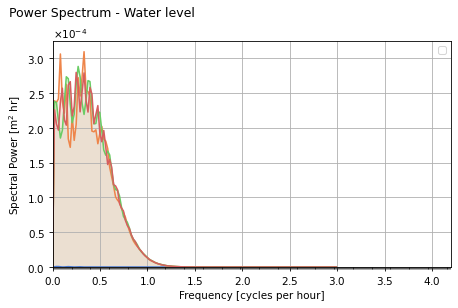 Power Spectrum - Water level
×10⁻⁴
3.0
2.5
2.0
1.5
1.0
0.5
0.0
Spectral Power [m² hr]
0.0 0.5 1.0 1.5 2.0 2.5 3.0 3.5 4.0
Frequency [cycles per hour]